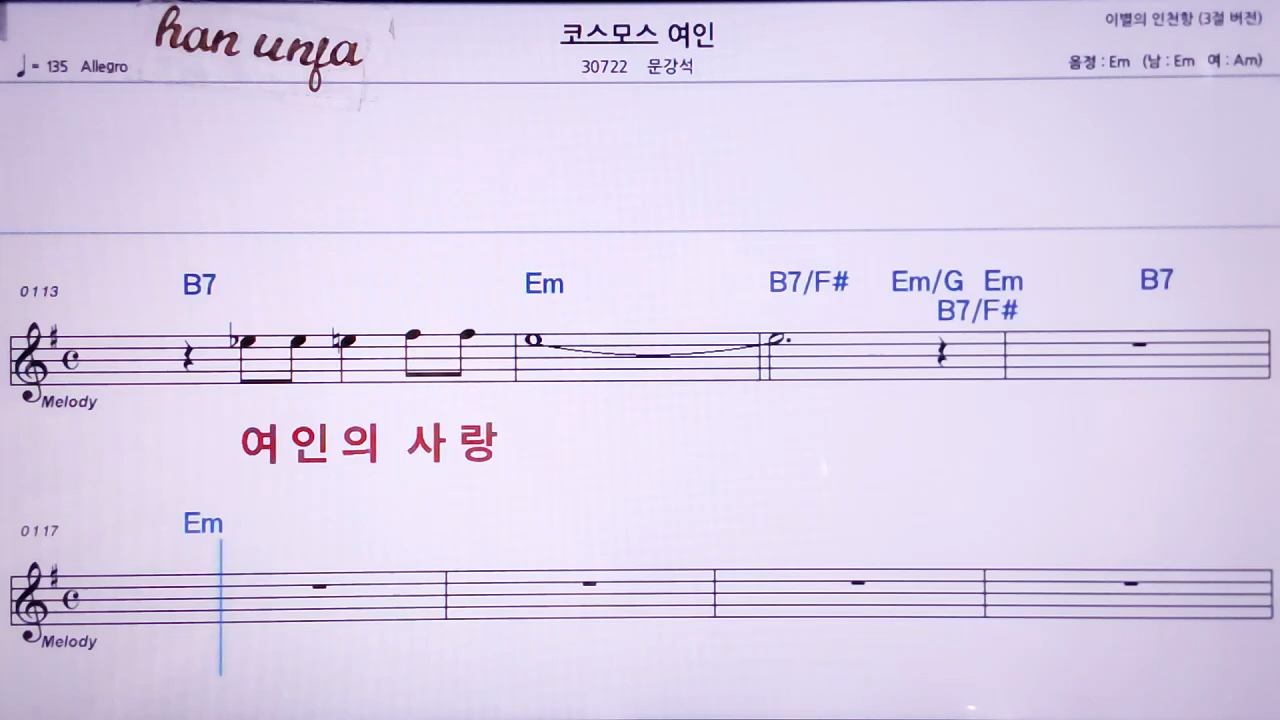 han unfa
코스모스 여인
이별의 인천항 (3절 버전)
♩= 135 Allegro
30722 문강석
음정 : Em (남 : Em 여 : Am)
0113
B7 Em B7/F# Em/G Em B7
B7/F#
Melody
여인의 사랑
0117
Em
Melody